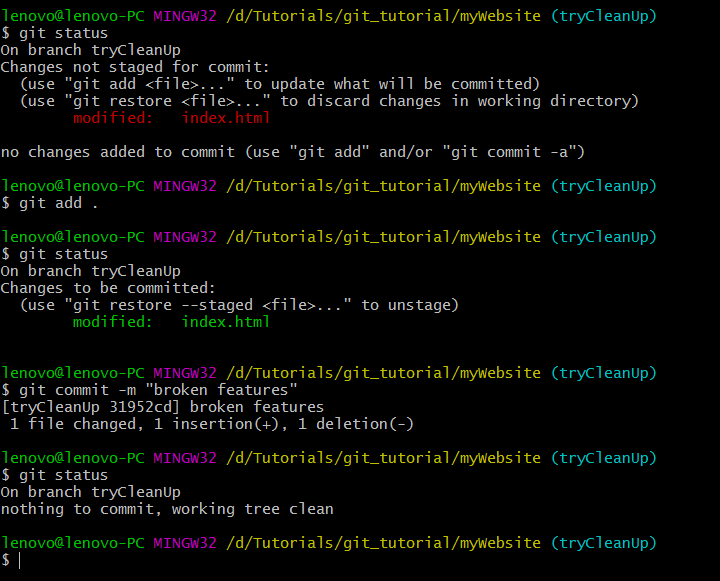 lenovo@lenovo-PC MINGW32 /d/Tutorials/git_tutorial/myWebsite (tryCleanUp)
$ git status
On branch tryCleanUp
Changes not staged for commit:
  (use "git add <file>..." to update what will be committed)
  (use "git restore <file>..." to discard changes in working directory)
        modified:   index.html
no changes added to commit (use "git add" and/or "git commit -a")
lenovo@lenovo-PC MINGW32 /d/Tutorials/git_tutorial/myWebsite (tryCleanUp)
$ git add .
lenovo@lenovo-PC MINGW32 /d/Tutorials/git_tutorial/myWebsite (tryCleanUp)
$ git status
On branch tryCleanUp
Changes to be committed:
  (use "git restore --staged <file>..." to unstage)
        modified:   index.html
lenovo@lenovo-PC MINGW32 /d/Tutorials/git_tutorial/myWebsite (tryCleanUp)
$ git commit -m "broken features"
[tryCleanUp 31952cd] broken features
 1 file changed, 1 insertion(+), 1 deletion(-)
lenovo@lenovo-PC MINGW32 /d/Tutorials/git_tutorial/myWebsite (tryCleanUp)
$ git status
On branch tryCleanUp
nothing to commit, working tree clean
lenovo@lenovo-PC MINGW32 /d/Tutorials/git_tutorial/myWebsite (tryCleanUp)
$